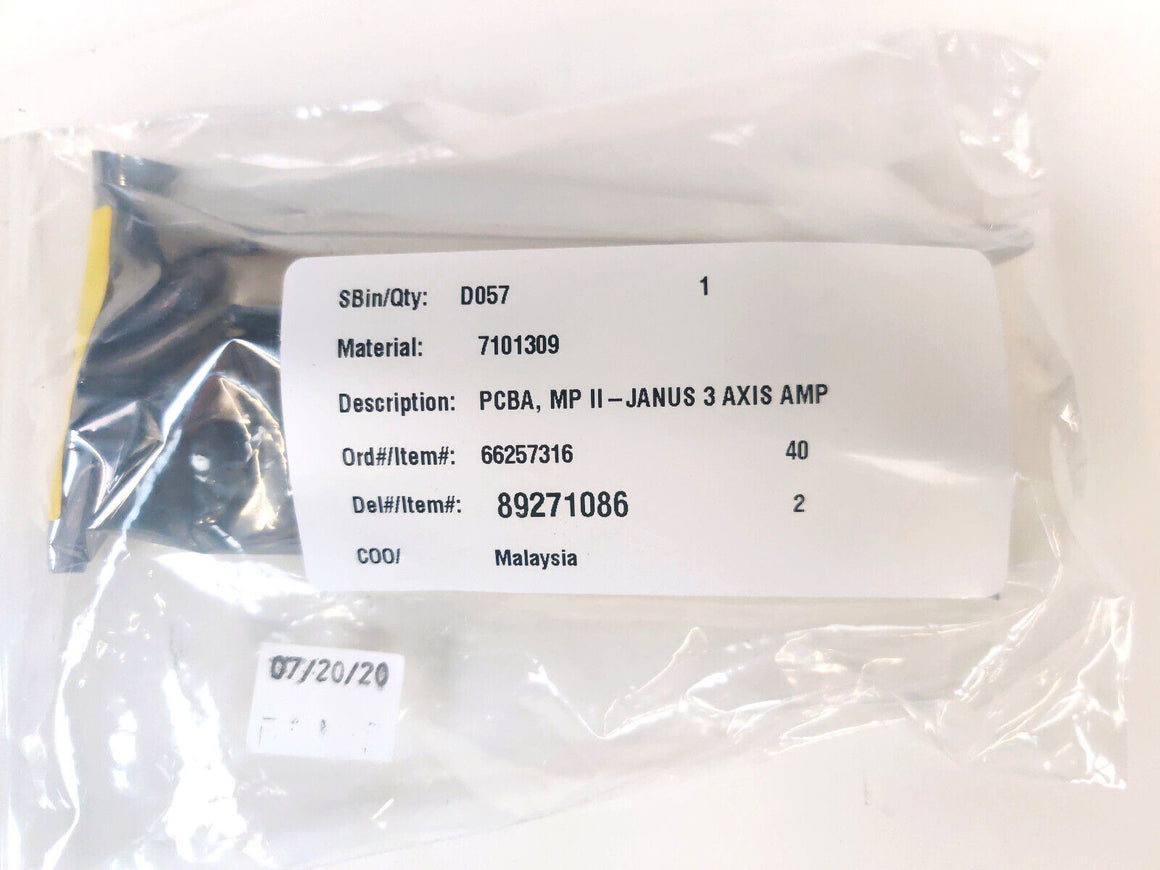 SBin/Qty: D057 1
Material: 7101309
Description: PCBA, MP II-JANUS 3 AXIS AMP
Ord#/Item#: 66257316 40
Del#/Item#: 89271086 2
COO/ Malaysia
07/20/20